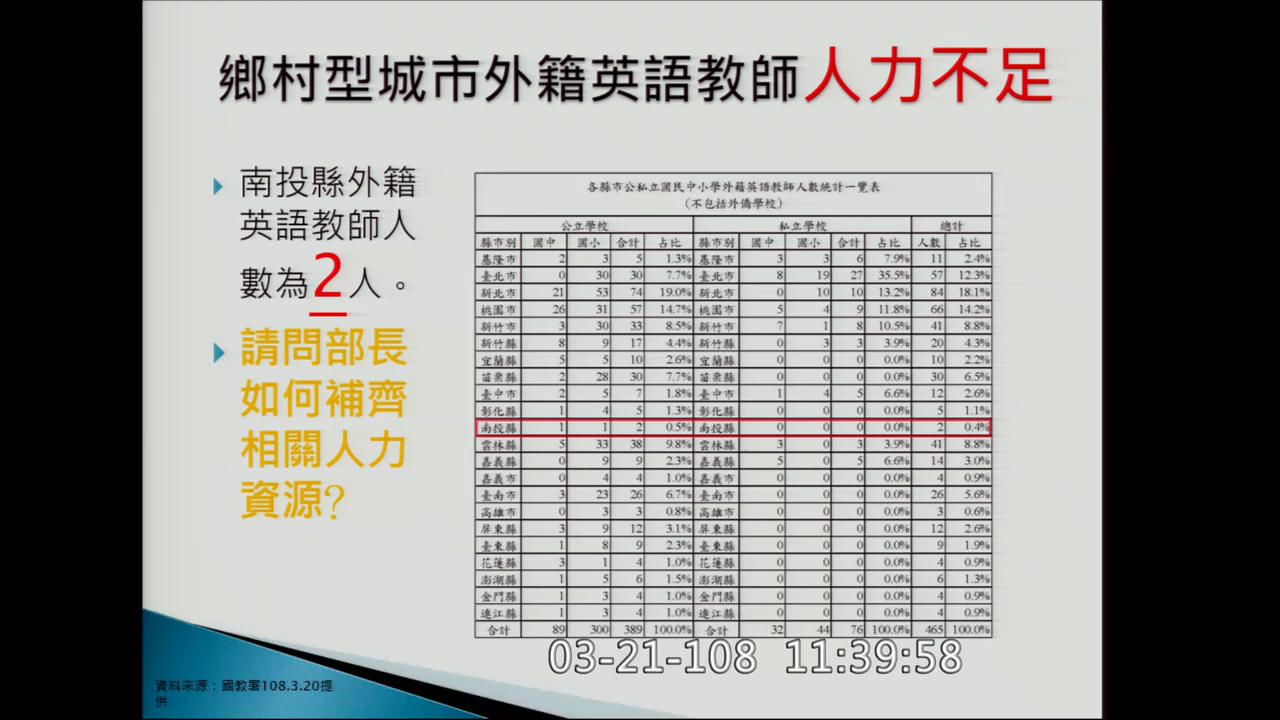 鄉村型城市外籍英語教師人力不足
南投縣外籍
英語教師人
數為2人。
請問部長
如何補齊
相關人力
資源?
各縣市公私立國民中小學外籍英語教師人數統計一覽表
(不包括外僑學校)
公立學校 私立學校 總計
縣市別 國中 國小 合計 占比 縣市別 國中 國小 合計 占比 人數 占比
基隆市 2 3 5 1.3% 基隆市 3 3 6 7.9% 11 2.4%
臺北市 0 30 30 7.7% 臺北市 8 19 27 35.5% 57 12.3%
新北市 21 53 74 19.0% 新北市 0 10 10 13.2% 84 18.1%
桃園市 26 31 57 14.7% 桃園市 5 4 9 11.8% 66 14.2%
新竹市 3 30 33 8.5% 新竹市 7 1 8 10.5% 41 8.8%
新竹縣 8 9 17 4.4% 新竹縣 0 3 3 3.9% 20 4.3%
宜蘭縣 5 5 10 2.6% 宜蘭縣 0 0 0 0.0% 10 2.2%
苗栗縣 2 28 30 7.7% 苗栗縣 0 0 0 0.0% 30 6.5%
臺中市 2 5 7 1.8% 臺中市 1 4 5 6.6% 12 2.6%
彰化縣 1 4 5 1.3% 彰化縣 0 0 0 0.0% 5 1.1%
南投縣 1 1 2 0.5% 南投縣 0 0 0 0.0% 2 0.4%
雲林縣 5 33 38 9.8% 雲林縣 3 0 3 3.9% 41 8.8%
嘉義縣 0 9 9 2.3% 嘉義縣 5 0 5 6.6% 14 3.0%
嘉義市 0 4 4 1.0% 嘉義市 0 0 0 0.0% 4 0.9%
臺南市 3 23 26 6.7% 臺南市 0 0 0 0.0% 26 5.6%
高雄市 0 3 3 0.8% 高雄市 0 0 0 0.0% 3 0.6%
屏東縣 3 9 12 3.1% 屏東縣 0 0 0 0.0% 12 2.6%
臺東縣 1 8 9 2.3% 臺東縣 0 0 0 0.0% 9 1.9%
花蓮縣 3 1 4 1.0% 花蓮縣 0 0 0 0.0% 4 0.9%
澎湖縣 1 5 6 1.5% 澎湖縣 0 0 0 0.0% 6 1.3%
金門縣 1 3 4 1.0% 金門縣 0 0 0 0.0% 4 0.9%
連江縣 1 3 4 1.0% 連江縣 0 0 0 0.0% 4 0.9%
合計 89 300 389 100.0% 合計 32 44 76 100.0% 465 100.0%
03-21-108 11:39:58
資料來源:國教署108.3.20提
供